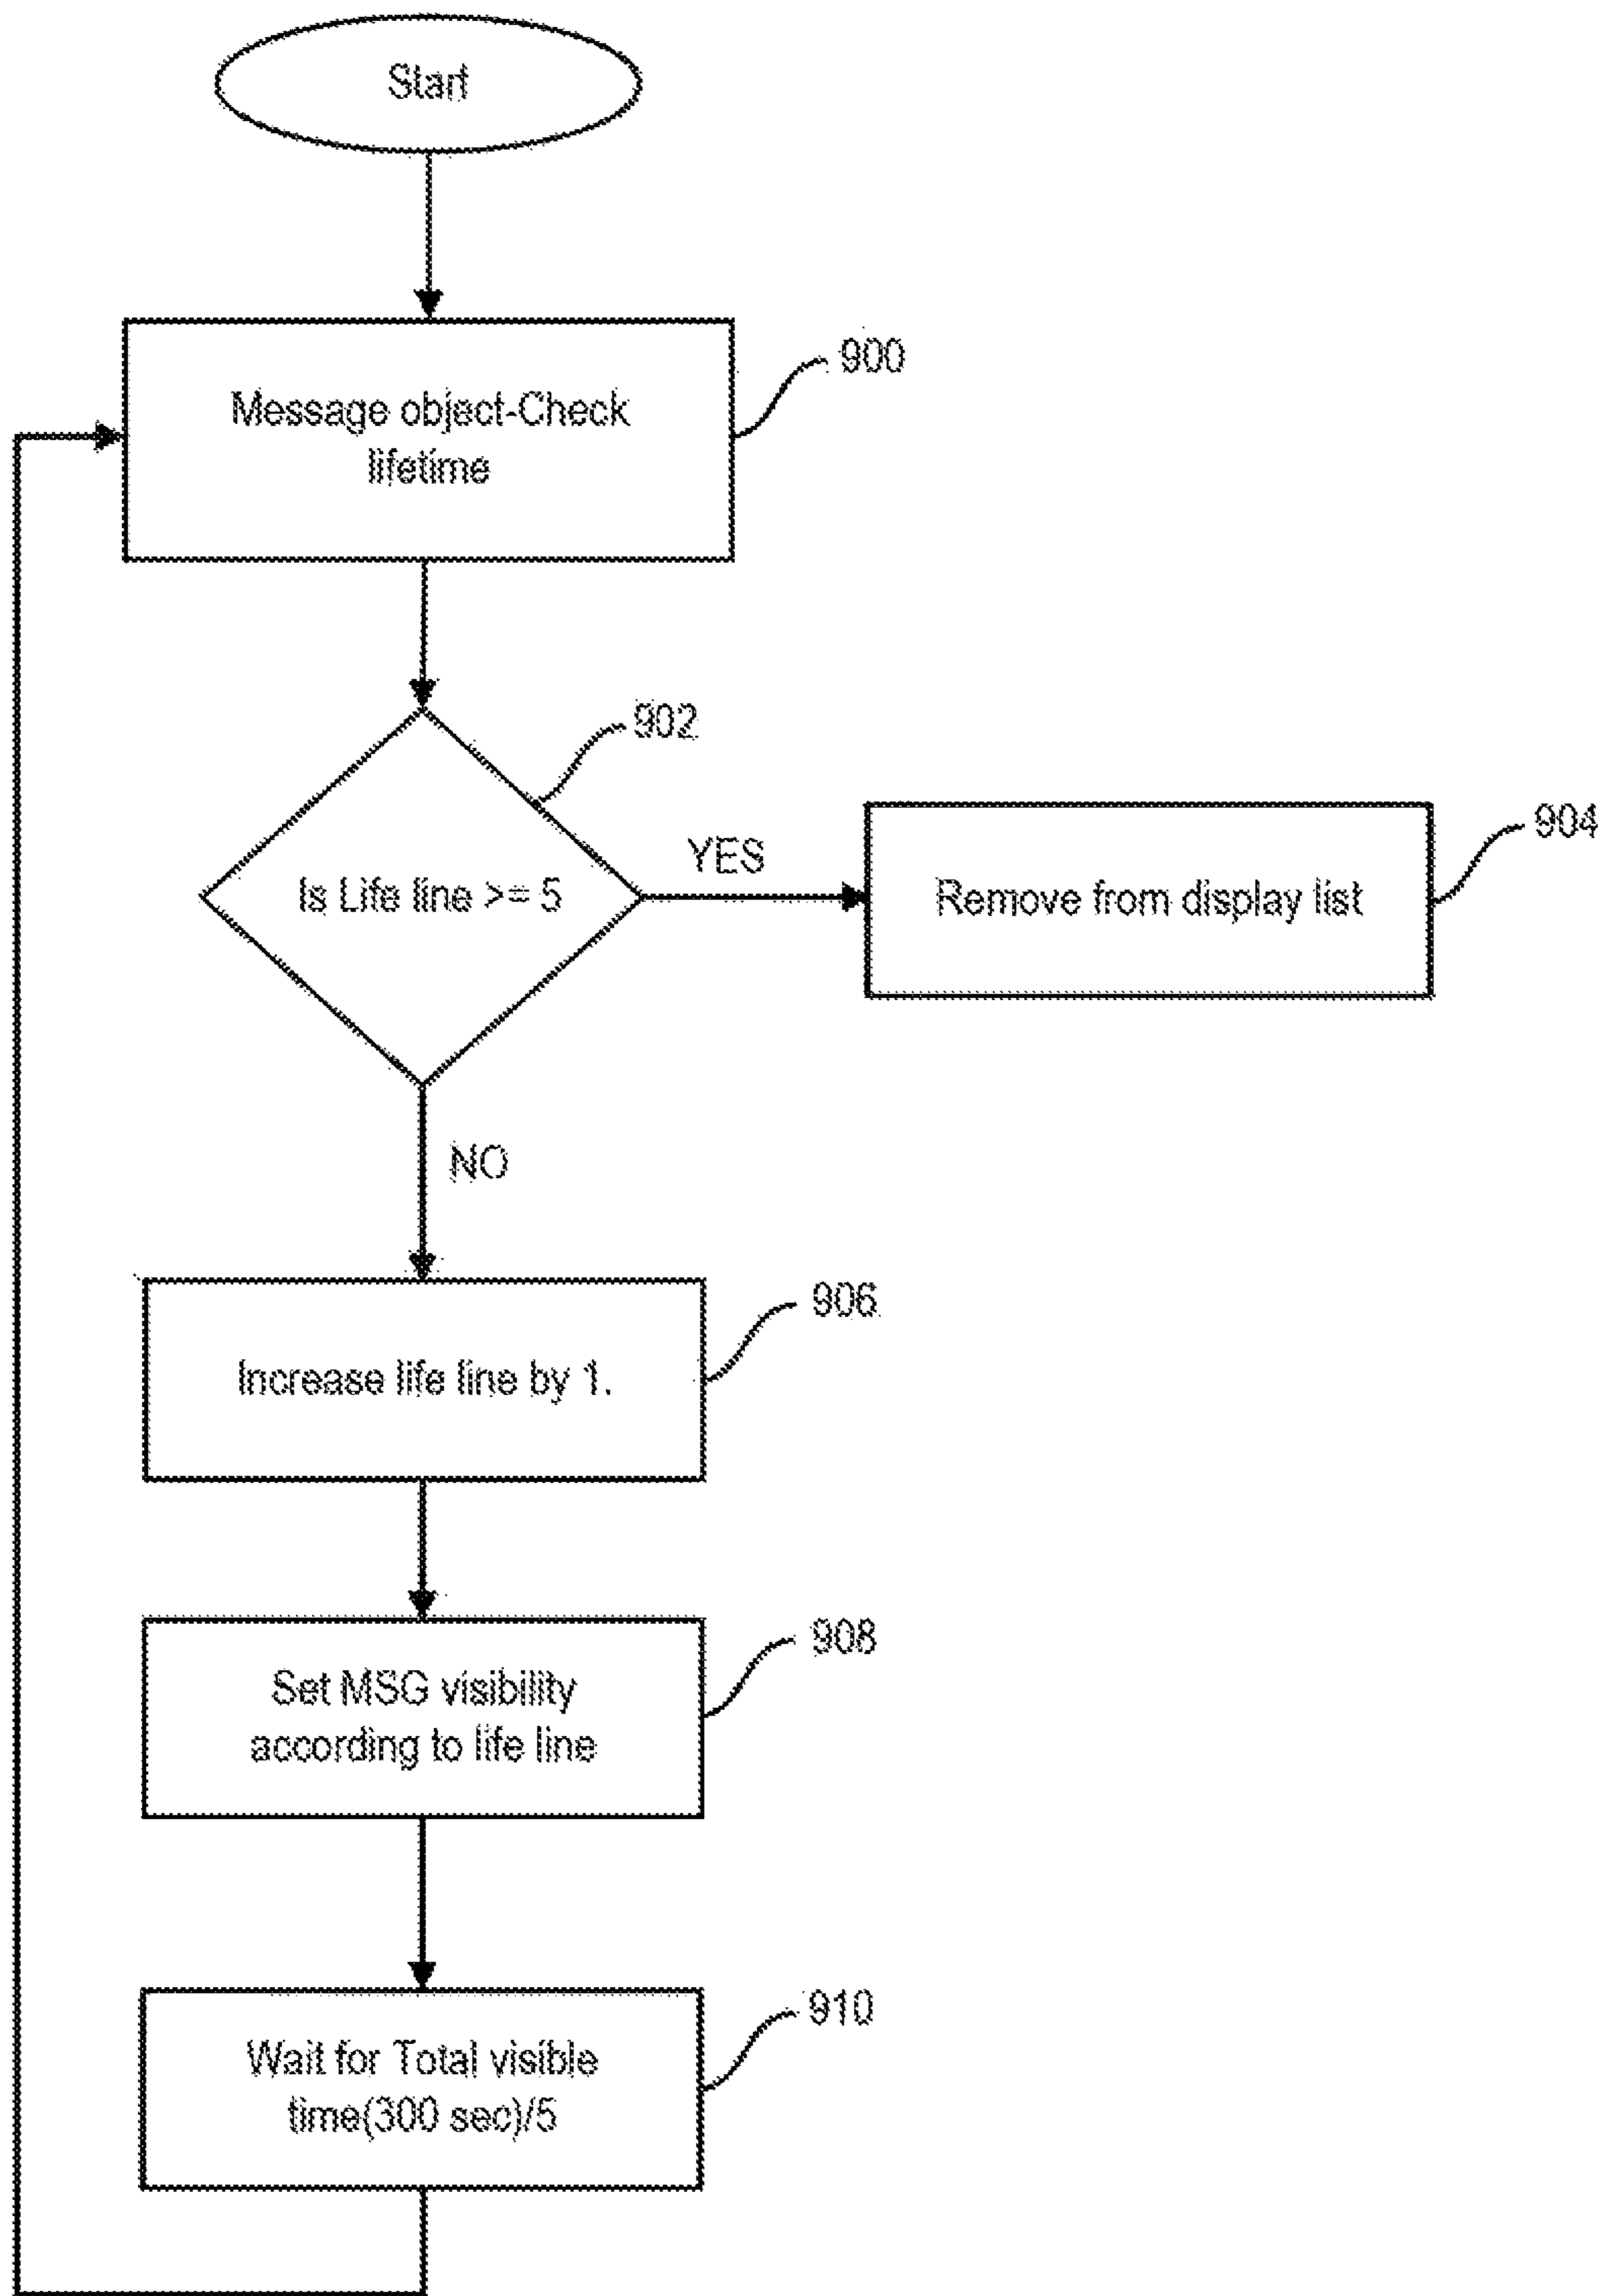 Start
Message object-Check
lifetime
900
902
Is Life line >= 5
YES
Remove from display list
904
NO
Increase life line by 1.
906
Set MSG visibility
according to life line
908
Wait for Total visible
time(300 sec)/5
910